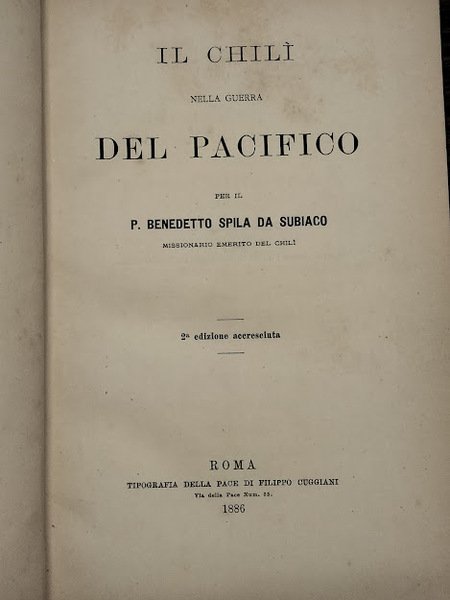 IL CHILÌ
NELLA GUERRA
DEL PACIFICO
PER IL
P. BENEDETTO SPILA DA SUBIACO
MISSIONARIO EMERITO DEL CHILÌ
2ª edizione accresciuta
ROMA
TIPOGRAFIA DELLA PACE DI FILIPPO CUGGIANI
Via della Pace Num. 35.
1886